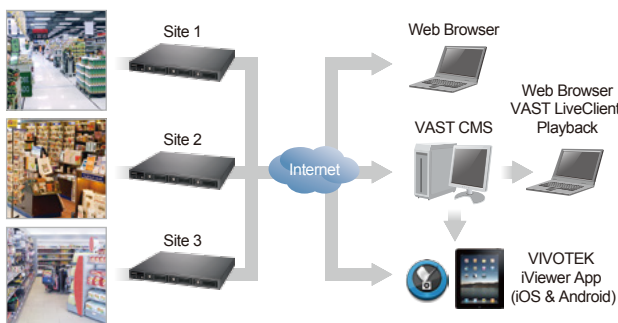 Site 1
Web Browser
Site 2
VAST CMS
Web Browser
VAST LiveClient
Playback
Internet
Site 3
VIVOTEK
iViewer App
(iOS & Android)